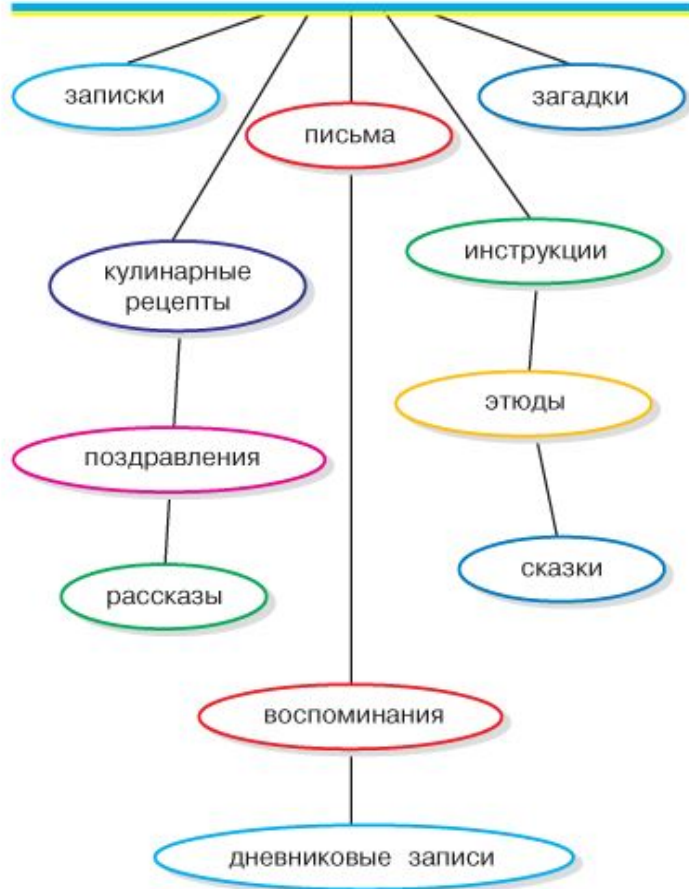 записки
загадки
письма
инструкции
кулинарные
рецепты
этюды
поздравления
сказки
рассказы
воспоминания
дневниковые записи